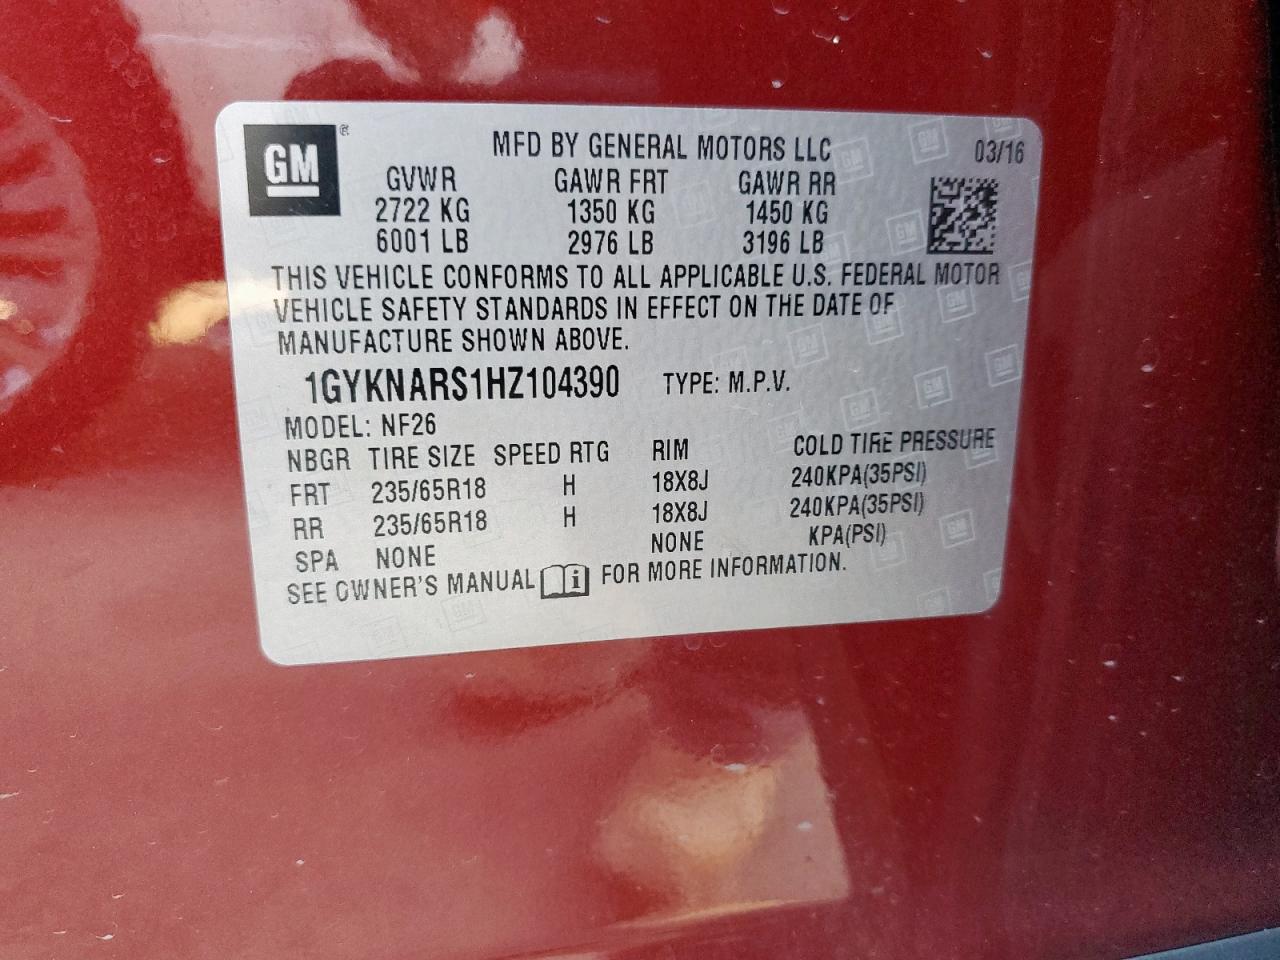 GM ®
MFD BY GENERAL MOTORS LLC 03/16
GVWR GAWR FRT GAWR RR
2722 KG 1350 KG 1450 KG
6001 LB 2976 LB 3196 LB
THIS VEHICLE CONFORMS TO ALL APPLICABLE U.S. FEDERAL MOTOR
VEHICLE SAFETY STANDARDS IN EFFECT ON THE DATE OF
MANUFACTURE SHOWN ABOVE.
1GYKNARS1HZ104390 TYPE: M.P.V.
MODEL: NF26
NBGR TIRE SIZE SPEED RTG RIM COLD TIRE PRESSURE
FRT 235/65R18 H 18X8J 240KPA(35PSI)
RR 235/65R18 H 18X8J 240KPA(35PSI)
SPA NONE NONE KPA(PSI)
SEE OWNER'S MANUAL i FOR MORE INFORMATION.